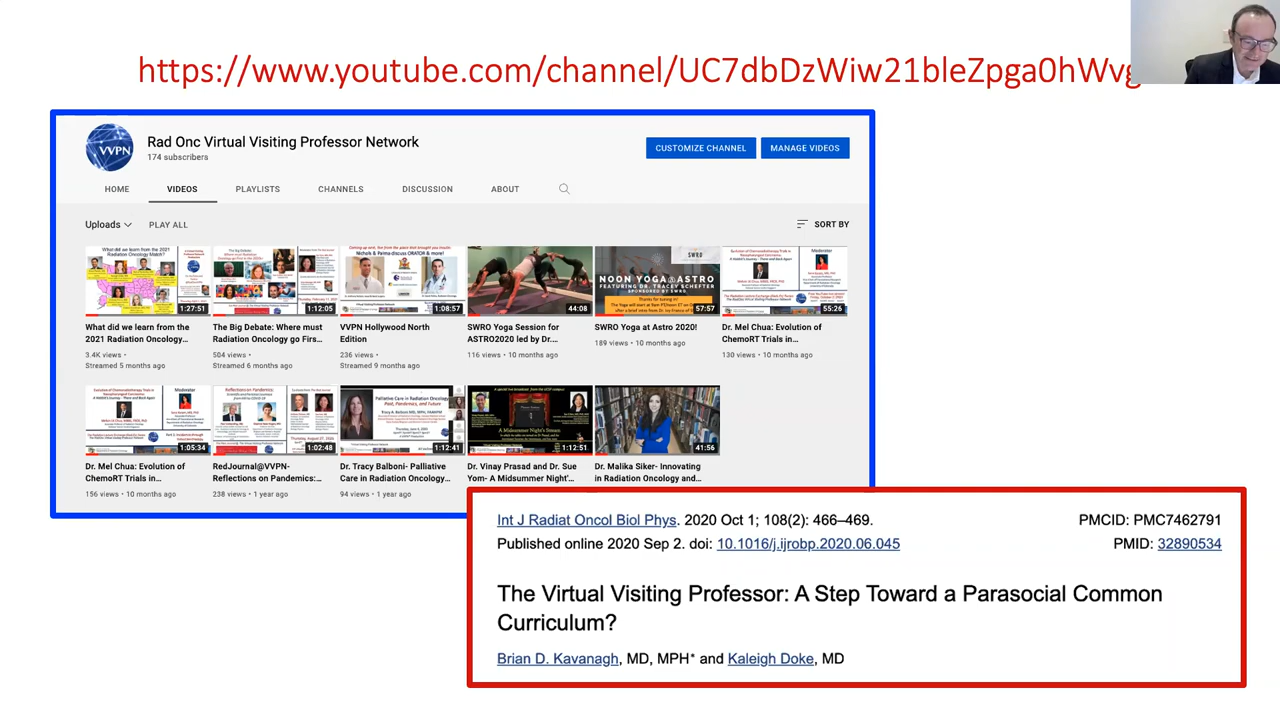 https://www.youtube.com/channel/UC7dbDzWiw21bleZpga0hWvg
VVPN
Rad Onc Virtual Visiting Professor Network
174 subscribers
CUSTOMIZE CHANNEL
MANAGE VIDEOS
HOME
VIDEOS
PLAYLISTS
CHANNELS
DISCUSSION
ABOUT
Uploads
PLAY ALL
SORT BY
1:27:51
1:12:05
1:08:57
44:08
NOON YOGA @ ASTRO
FEATURING DR. TRACEY SCHEFTER
57:57
55:26
What did we learn from the
2021 Radiation Oncology...
3.4K views •
Streamed 5 months ago
The Big Debate: Where must
Radiation Oncology go Firs...
504 views •
Streamed 6 months ago
VVPN Hollywood North
Edition
236 views •
Streamed 9 months ago
SWRO Yoga Session for
ASTRO2020 led by Dr....
116 views • 10 months ago
SWRO Yoga at Astro 2020!
189 views • 10 months ago
Dr. Mel Chua: Evolution of
ChemoRT Trials in...
130 views • 10 months ago
1:05:34
1:02:48
1:12:41
1:12:51
41:56
Dr. Mel Chua: Evolution of
ChemoRT Trials in...
156 views • 10 months ago
RedJournal@VVPN-
Reflections on Pandemics:...
238 views • 1 year ago
Dr. Tracy Balboni- Palliative
Care in Radiation Oncology...
94 views • 1 year ago
Dr. Vinay Prasad and Dr. Sue
Yom- A Midsummer Night'...
Dr. Malika Siker- Innovating
in Radiation Oncology and...
Int J Radiat Oncol Biol Phys. 2020 Oct 1; 108(2): 466–469.
PMCID: PMC7462791
Published online 2020 Sep 2. doi: 10.1016/j.ijrobp.2020.06.045
PMID: 32890534
The Virtual Visiting Professor: A Step Toward a Parasocial Common
Curriculum?
Brian D. Kavanagh, MD, MPH* and Kaleigh Doke, MD